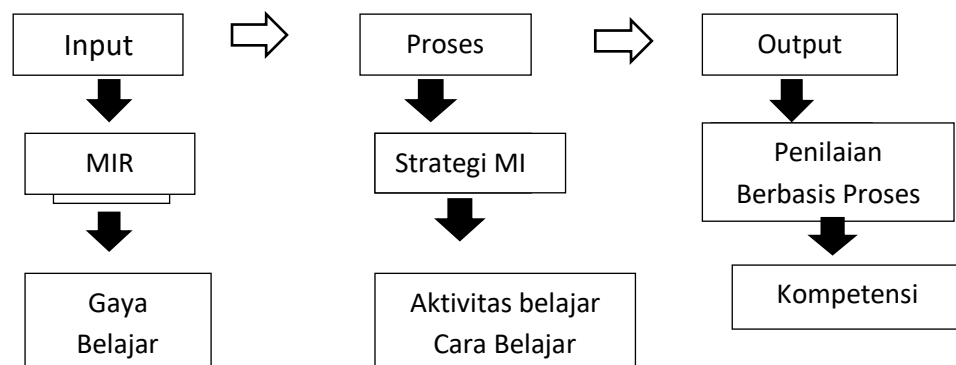 Input
Proses
Output
MIR
Strategi MI
Penilaian
Berbasis Proses
Gaya
Belajar
Aktivitas belajar
Cara Belajar
Kompetensi